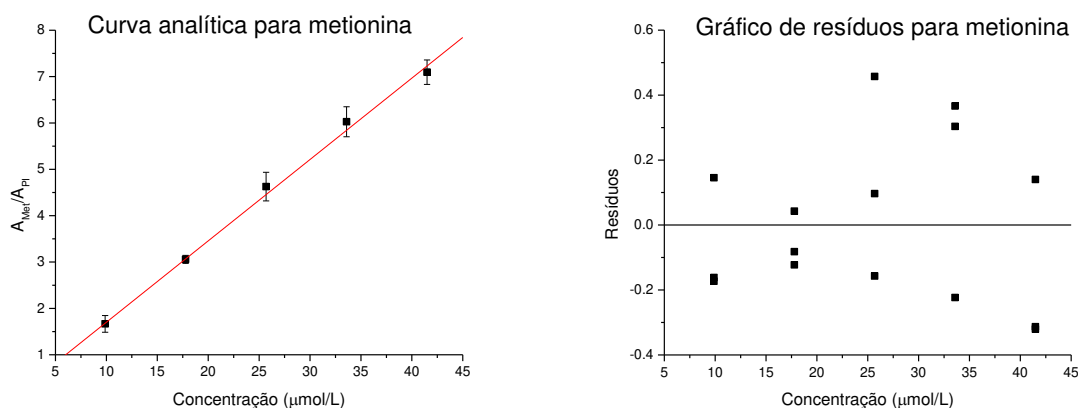 Curva analítica para metionina
8
7
6
5
4
3
2
1
A_Met/A_PI
5 10 15 20 25 30 35 40 45
Concentração (μmol/L)
Gráfico de resíduos para metionina
0.6
0.4
0.2
0.0
-0.2
-0.4
Resíduos
5 10 15 20 25 30 35 40 45
Concentração (μmol/L)